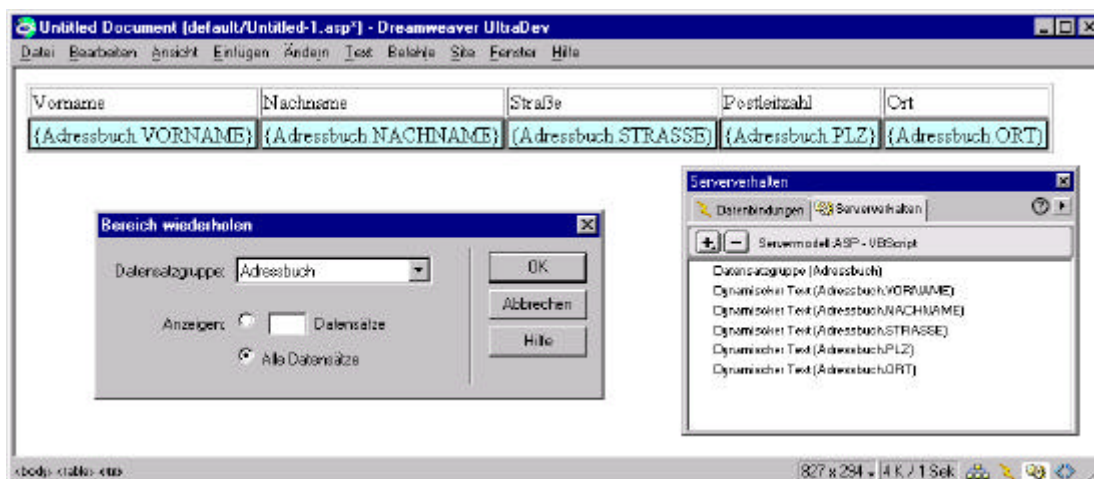 Untitled Document (default/Untitled-1.asp*) - Dreamweaver UltraDev
Datei Bearbeiten Ansicht Einfügen Ändern Text Befehle Site Fenster Hilfe
Vorname Nachname Straße Postleitzahl Ort
{Adressbuch.VORNAME} {Adressbuch.NACHNAME} {Adressbuch.STRASSE} {Adressbuch.PLZ} {Adressbuch.ORT}
Bereich wiederholen
Datensatzgruppe: Adressbuch
Anzeigen: Datensätze
Alle Datensätze
OK
Abbrechen
Hilfe
Serververhalten
Datenbindungen Serververhalten
Servermodell:ASP - VBScript
Datensatzgruppe (Adressbuch)
Dynamischer Text (Adressbuch.VORNAME)
Dynamischer Text (Adressbuch.NACHNAME)
Dynamischer Text (Adressbuch.STRASSE)
Dynamischer Text (Adressbuch.PLZ)
Dynamischer Text (Adressbuch.ORT)
<body> <table> <tr> 827 x 284 4 K / 1 Sek